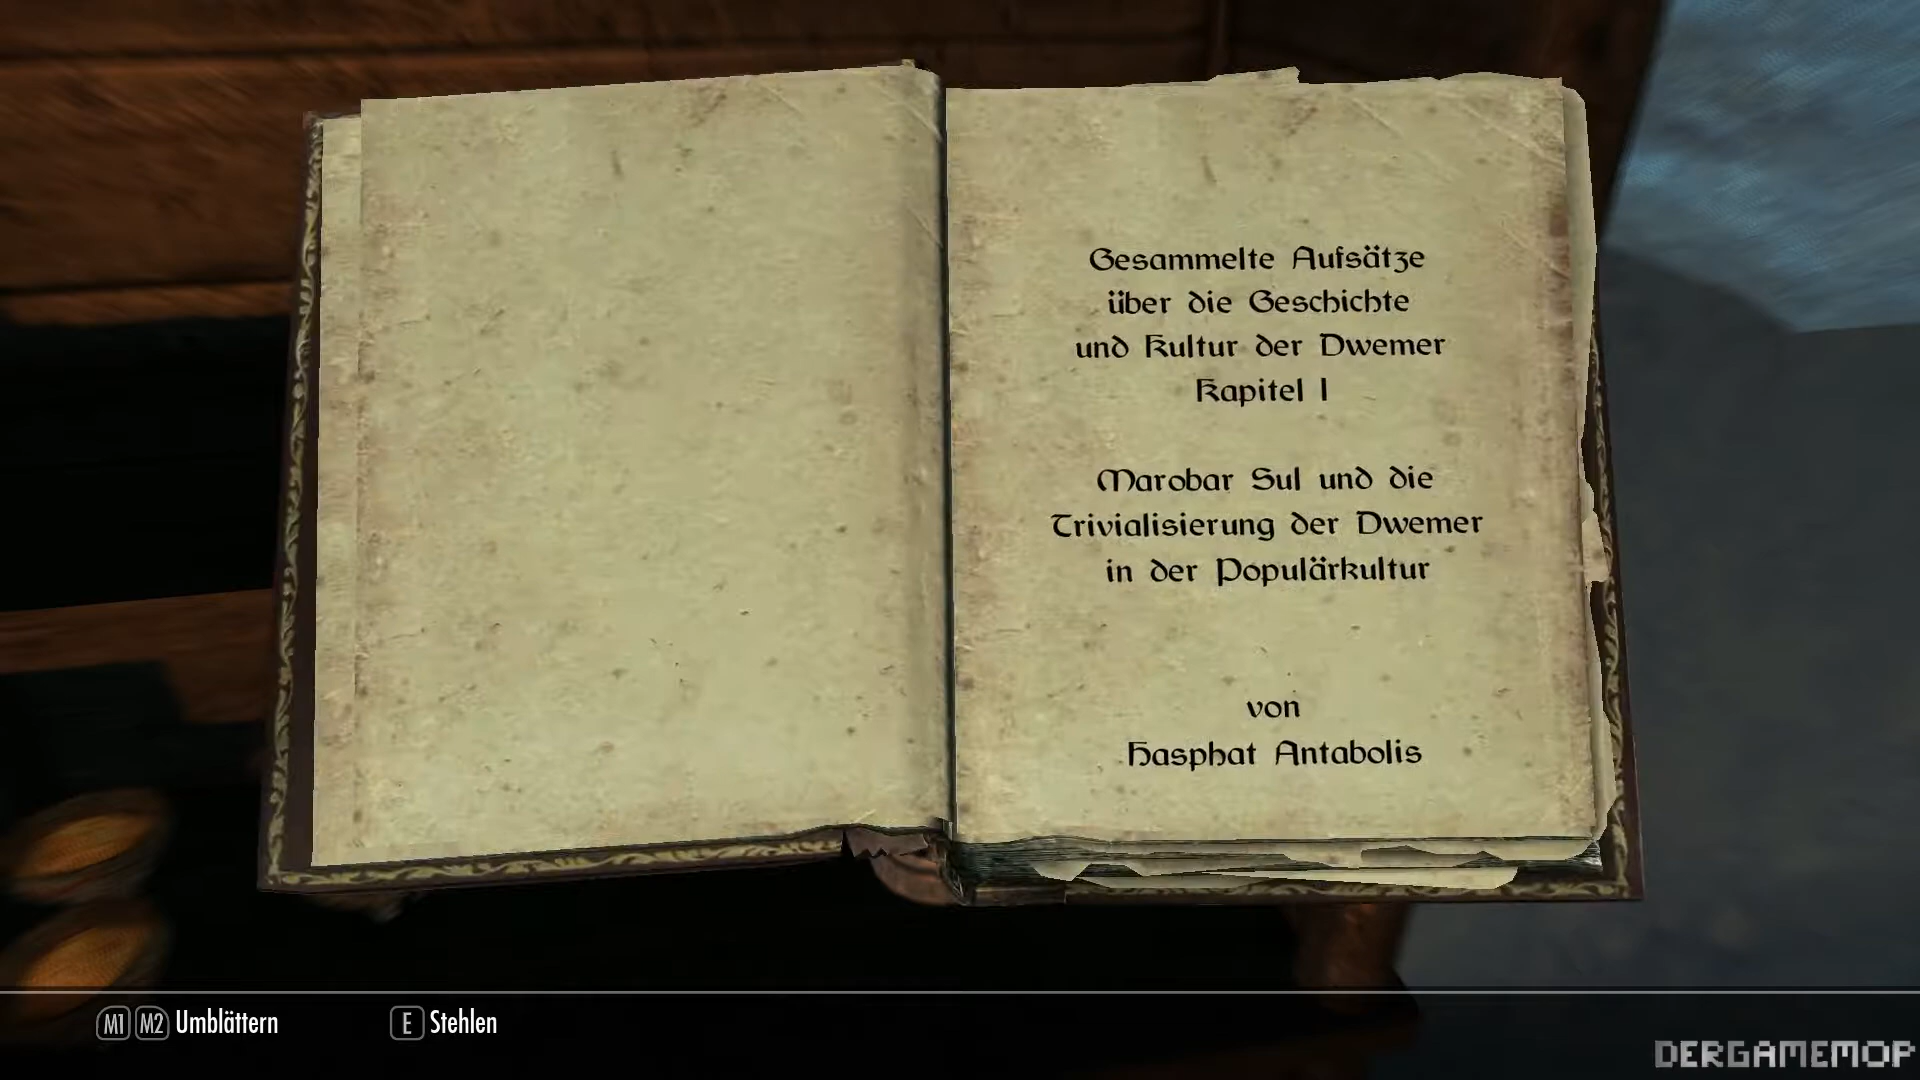 Gesammelte Aufsätze
über die Geschichte
und Kultur der Dwemer
Kapitel I
Marobar Sul und die
Trivialisierung der Dwemer
in der Populärkultur
von
Hasphat Antabolis
M1 M2 Umblättern
E Stehlen
DERGAMEMOP